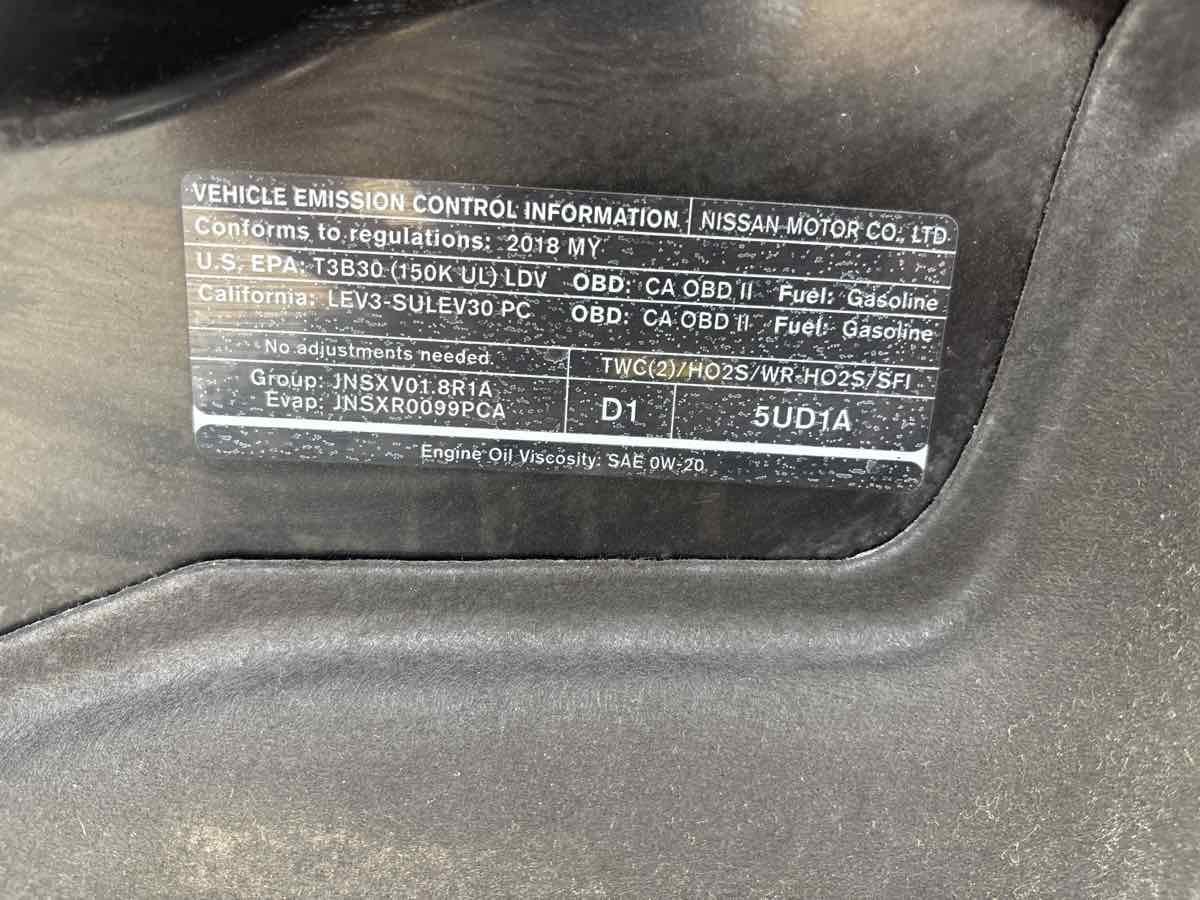 VEHICLE EMISSION CONTROL INFORMATION NISSAN MOTOR CO., LTD.
Conforms to regulations: 2018 MY
U.S. EPA: T3B30 (150K UL) LDV OBD: CA OBD II Fuel: Gasoline
California: LEV3-SULEV30 PC OBD: CA OBD II Fuel: Gasoline
No adjustments needed. TWC(2)/HO2S/WR-HO2S/SFI
Group: JNSXV01.8R1A
Evap: JNSXR0099PCA
D1 5UD1A
Engine Oil Viscosity: SAE 0W-20